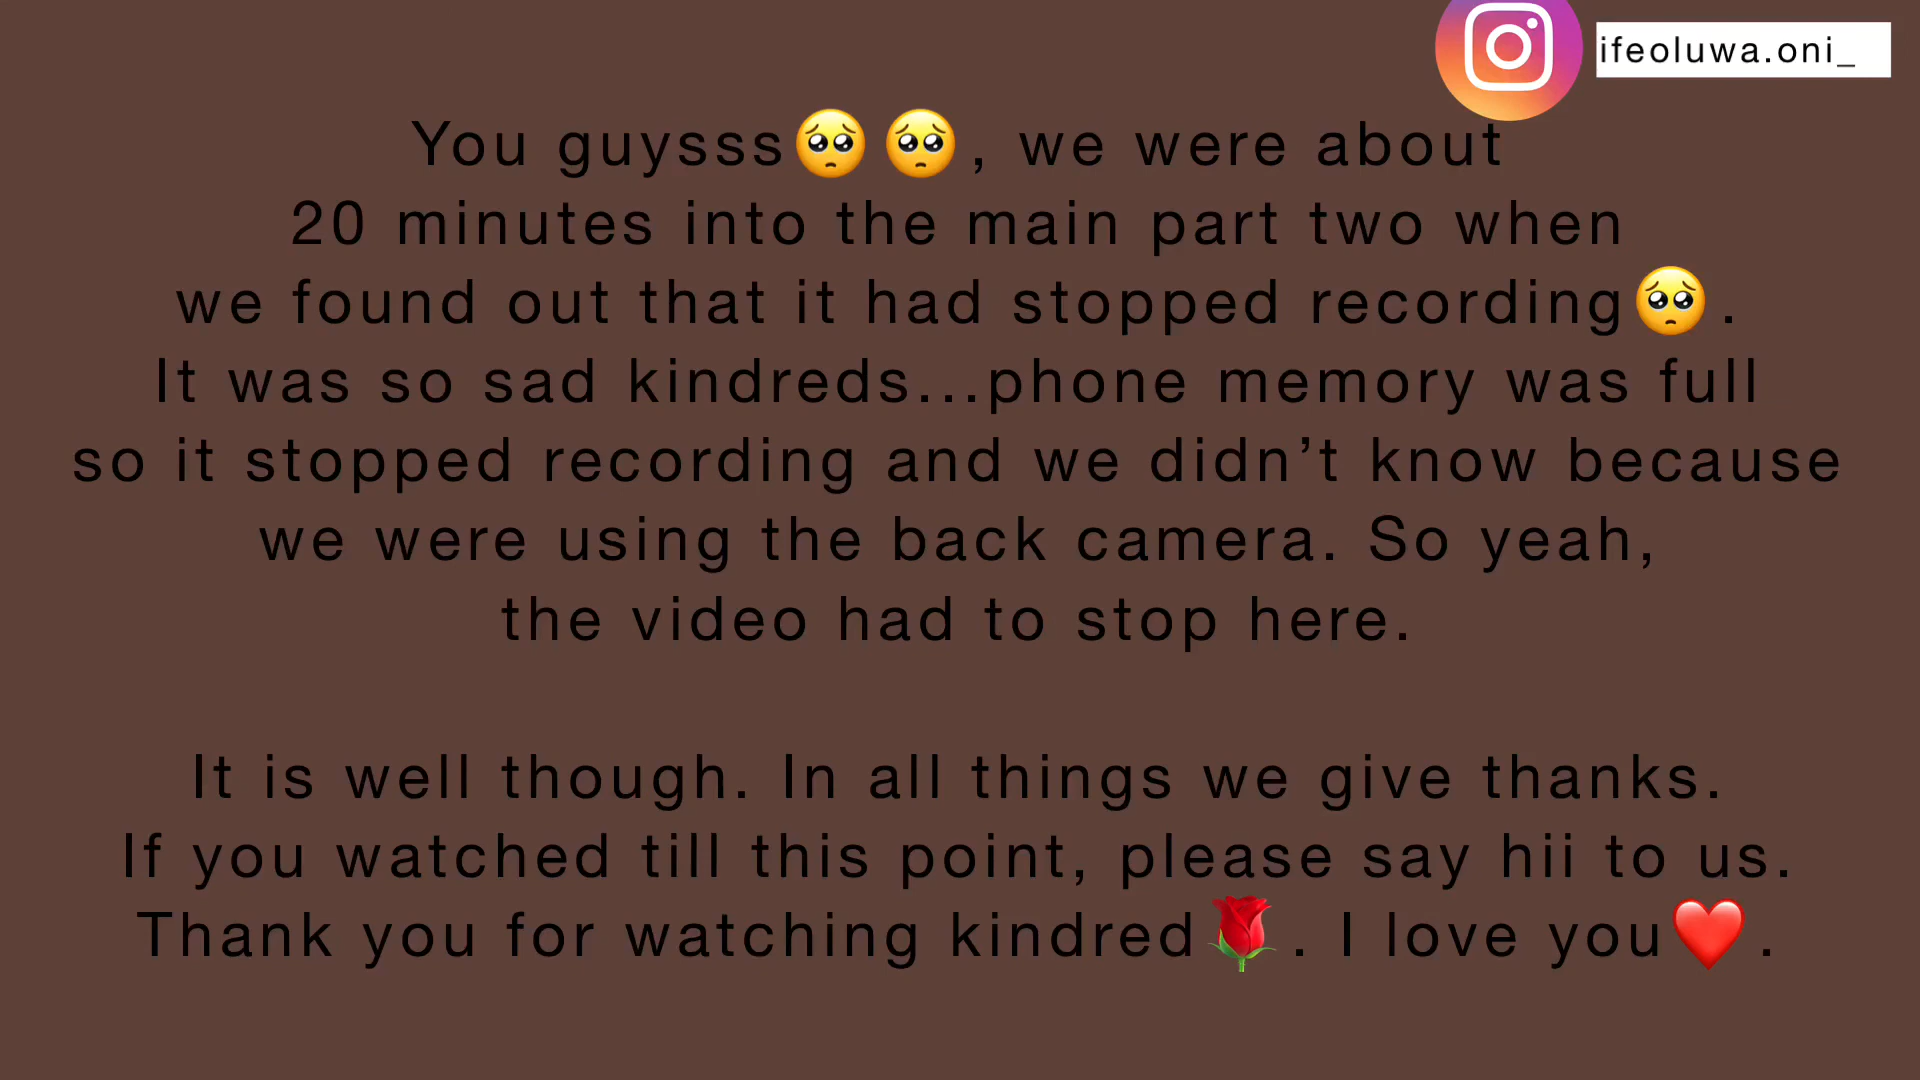 ifeoluwa.oni_
You guysss🥺🥺, we were about
20 minutes into the main part two when
we found out that it had stopped recording🥺.
It was so sad kindreds...phone memory was full
so it stopped recording and we didn’t know because
we were using the back camera. So yeah,
the video had to stop here.
It is well though. In all things we give thanks.
If you watched till this point, please say hii to us.
Thank you for watching kindred🌹. I love you❤️.